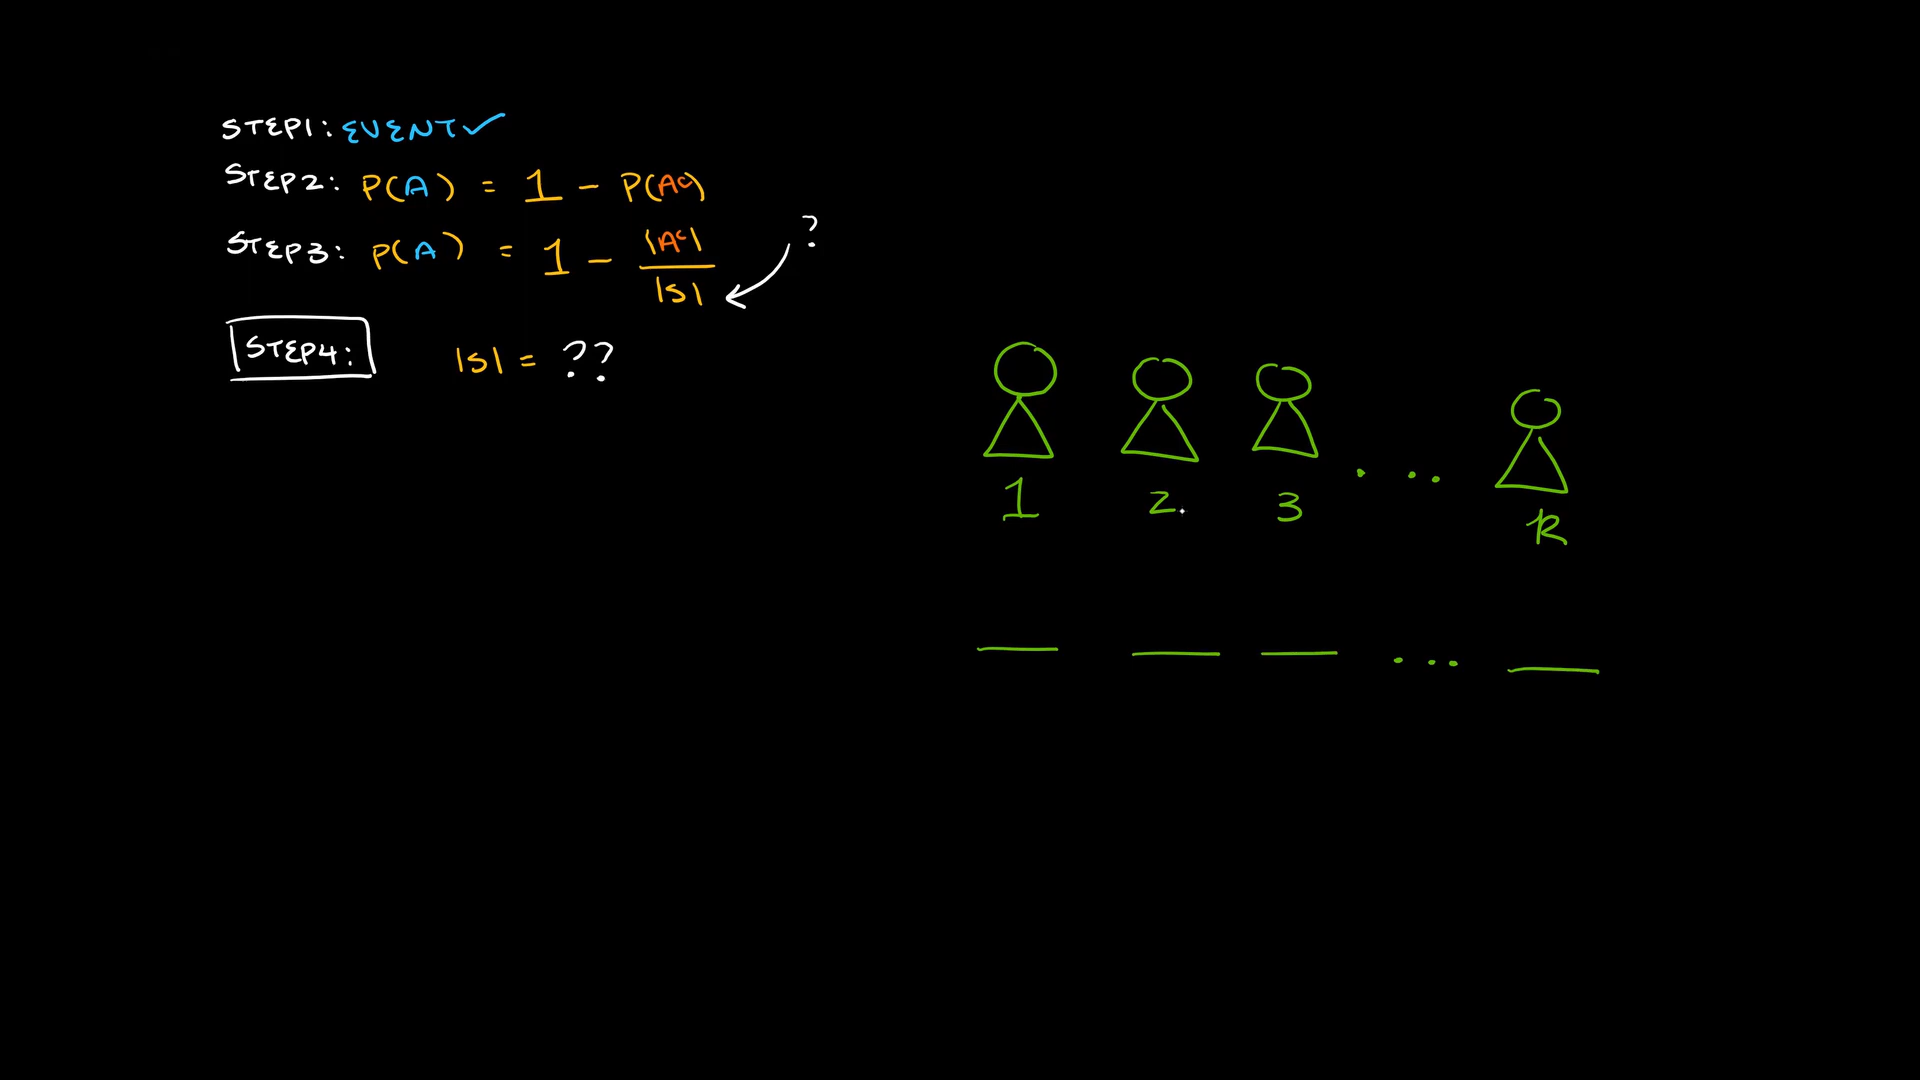 STEP1: EVENT✓
STEP2: P(A) = 1 - P(Aᶜ)
STEP3: P(A) = 1 - |Aᶜ| / |S| ?
STEP4: |S| = ??
1 2. 3 ... k
...